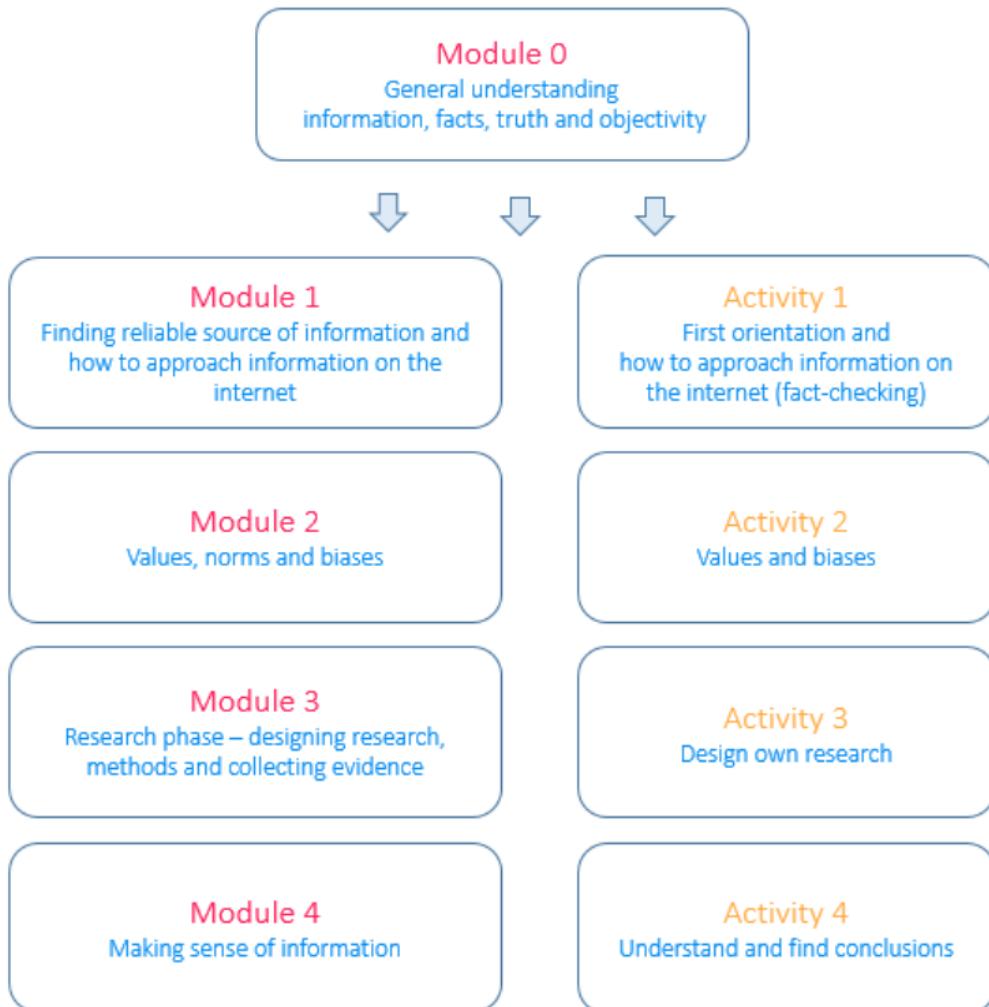 Module 0
General understanding
information, facts, truth and objectivity
Module 1
Finding reliable source of information and
how to approach information on the
internet
Activity 1
First orientation and
how to approach information on
the internet (fact-checking)
Module 2
Values, norms and biases
Activity 2
Values and biases
Module 3
Research phase – designing research,
methods and collecting evidence
Activity 3
Design own research
Module 4
Making sense of information
Activity 4
Understand and find conclusions